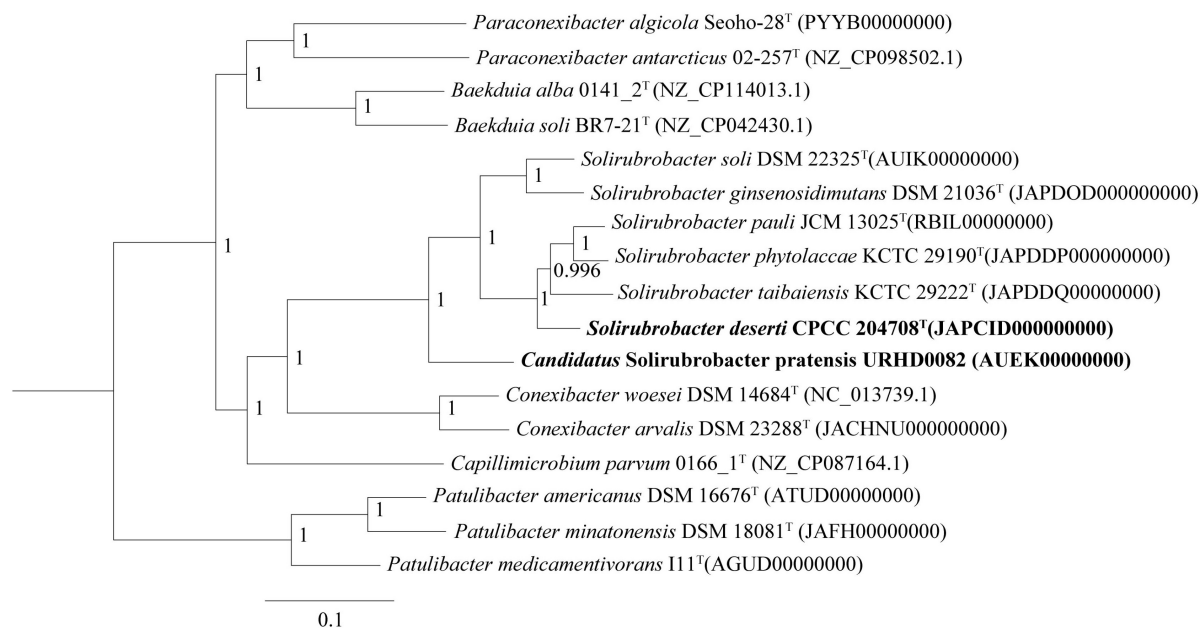 Paraconexibacter algicola Seoho-28ᵀ (PYYB00000000)
1
Paraconexibacter antarcticus 02-257ᵀ (NZ_CP098502.1)
1
Baekduia alba 0141_2ᵀ(NZ_CP114013.1)
1
Baekduia soli BR7-21ᵀ (NZ_CP042430.1)
Solirubrobacter soli DSM 22325ᵀ(AUIK00000000)
1
Solirubrobacter ginsenosidimutans DSM 21036ᵀ (JAPDOD000000000)
Solirubrobacter pauli JCM 13025ᵀ(RBIL00000000)
1
1
1
Solirubrobacter phytolaccae KCTC 29190ᵀ(JAPDDP000000000)
0.996
Solirubrobacter taibaiensis KCTC 29222ᵀ (JAPDDQ00000000)
1
1
Solirubrobacter deserti CPCC 204708ᵀ(JAPCID000000000)
1
Candidatus Solirubrobacter pratensis URHD0082 (AUEK00000000)
Conexibacter woesei DSM 14684ᵀ (NC_013739.1)
1
1
Conexibacter arvalis DSM 23288ᵀ (JACHNU000000000)
Capillimicrobium parvum 0166_1ᵀ (NZ_CP087164.1)
Patulibacter americanus DSM 16676ᵀ (ATUD00000000)
1
Patulibacter minatonensis DSM 18081ᵀ (JAFH00000000)
1
Patulibacter medicamentivorans I11ᵀ(AGUD00000000)
0.1